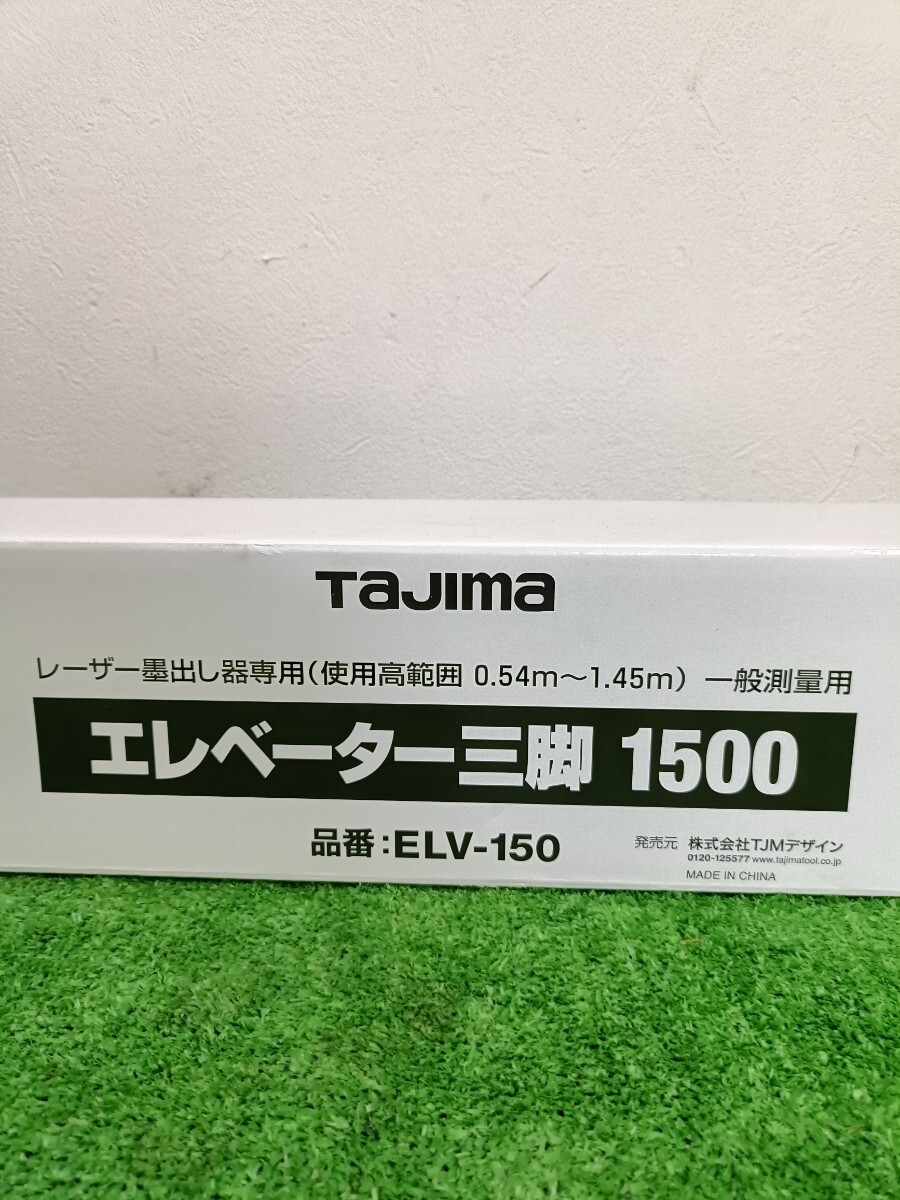 TaJIma
レーザー墨出し器専用(使用高範囲 0.54m～1.45m) 一般測量用
エレベーター三脚 1500
品番:ELV-150
発売元 株式会社TJMデザイン
0120-125577 www.tajimatool.co.jp
MADE IN CHINA